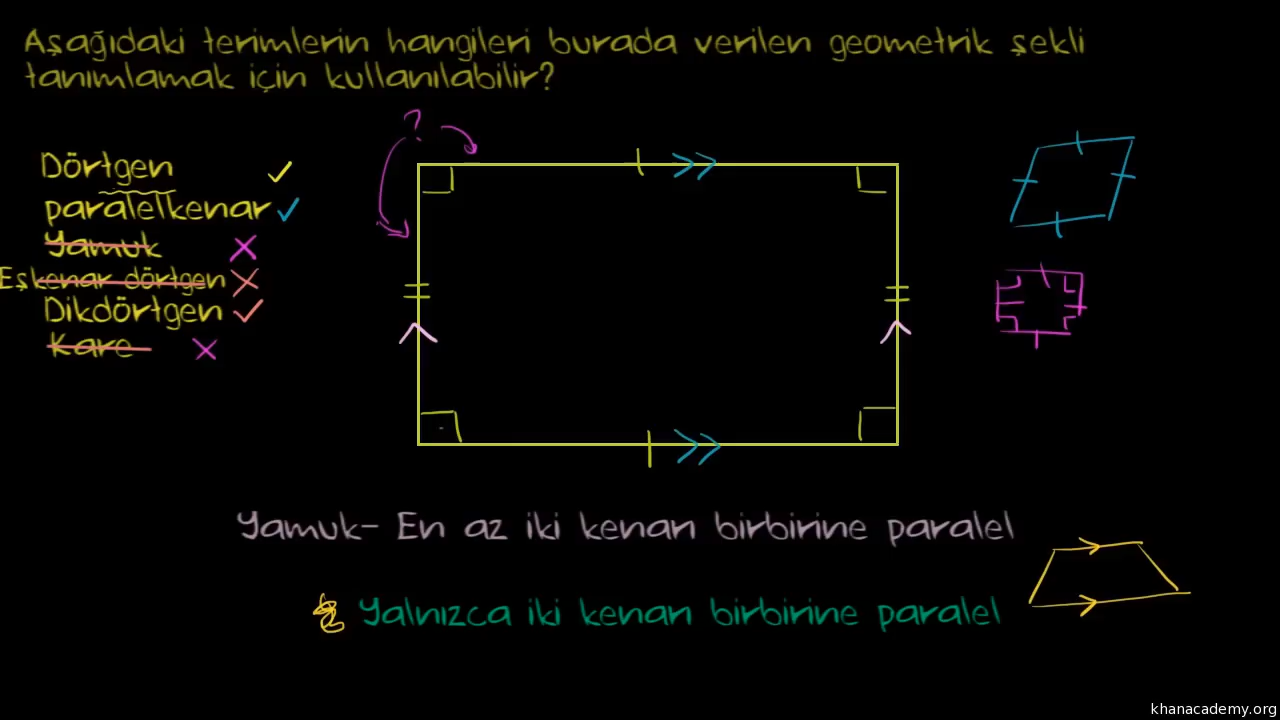 Aşağıdaki terimlerin hangileri burada verilen geometrik şekli
tanımlamak için kullanılabilir?
?
Dörtgen
paralelkenar
Yamuk
Eşkenar dörtgen
Dikdörtgen
Kare
Yamuk- En az iki kenarı birbirine paralel
Yalnızca iki kenarı birbirine paralel
khanacademy.org